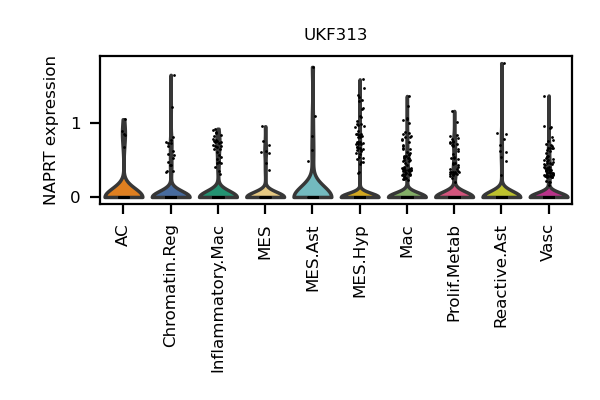 UKF313
NAPRT expression
1
0
AC
Chromatin.Reg
Inflammatory.Mac
MES
MES.Ast
MES.Hyp
Mac
Prolif.Metab
Reactive.Ast
Vasc